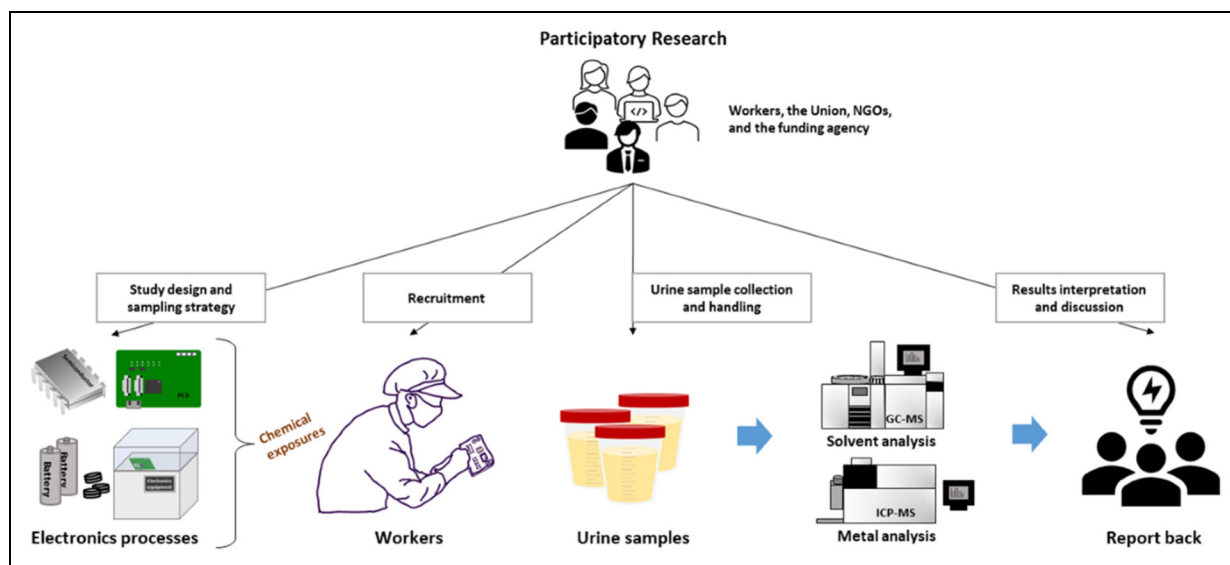 Participatory Research
Workers, the Union, NGOs,
and the funding agency
</>
Study design and
sampling strategy
Recruitment
Urine sample collection
and handling
Results interpretation
and discussion
Semiconductor
PCB
Battery
Battery
Electronics
equipment
Chemical
exposures
GC-MS
Solvent analysis
ICP-MS
Metal analysis
Electronics processes
Workers
Urine samples
Report back